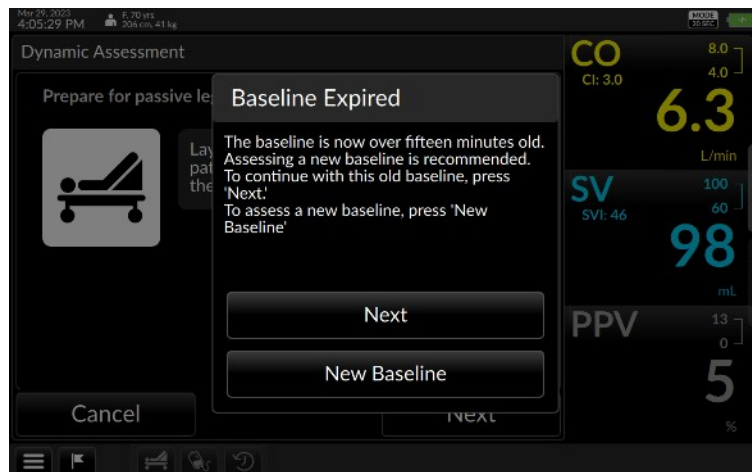 Mar 29, 2023
4:05:29 PM
F, 70 yrs
206 cm, 41 kg
MODE
20 SEC
Dynamic Assessment
Prepare for passive le
Lay
pat
the
Baseline Expired
The baseline is now over fifteen minutes old.
Assessing a new baseline is recommended.
To continue with this old baseline, press
'Next.'
To assess a new baseline, press 'New
Baseline'
Next
New Baseline
Cancel
Next
CO
CI: 3.0
8.0
4.0
6.3
L/min
SV
SVI: 46
100
60
98
mL
PPV
13
0
5
%